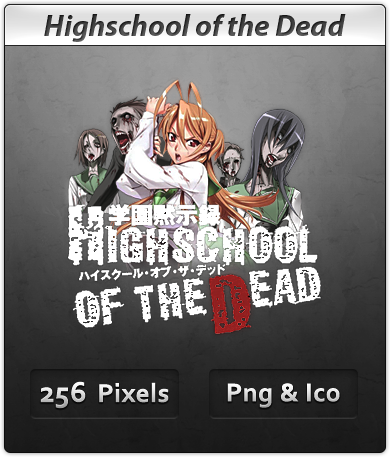 Highschool of the Dead
学園黙示録
HIGHSCHOOL
ハイスクール・オブ・ザ・デッド
OF THE DEAD
256 Pixels
Png & Ico